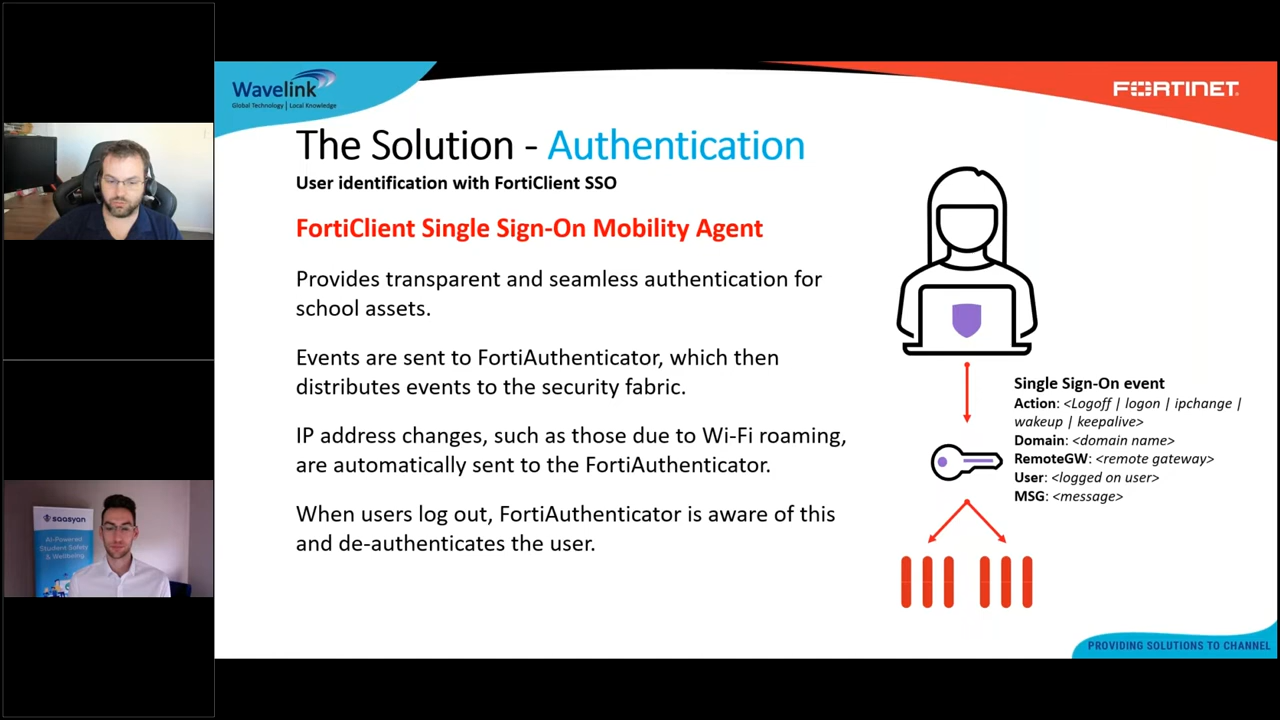 Wavelink
Global Technology | Local Knowledge
FORTINET
The Solution - Authentication
User identification with FortiClient SSO
FortiClient Single Sign-On Mobility Agent
Provides transparent and seamless authentication for
school assets.
Events are sent to FortiAuthenticator, which then
distributes events to the security fabric.
IP address changes, such as those due to Wi-Fi roaming,
are automatically sent to the FortiAuthenticator.
When users log out, FortiAuthenticator is aware of this
and de-authenticates the user.
Single Sign-On event
Action: <Logoff | logon | ipchange |
wakeup | keepalive>
Domain: <domain name>
RemoteGW: <remote gateway>
User: <logged on user>
MSG: <message>
PROVIDING SOLUTIONS TO CHANNEL
saasyan
AI-Powered
Student Safety
& Wellbeing